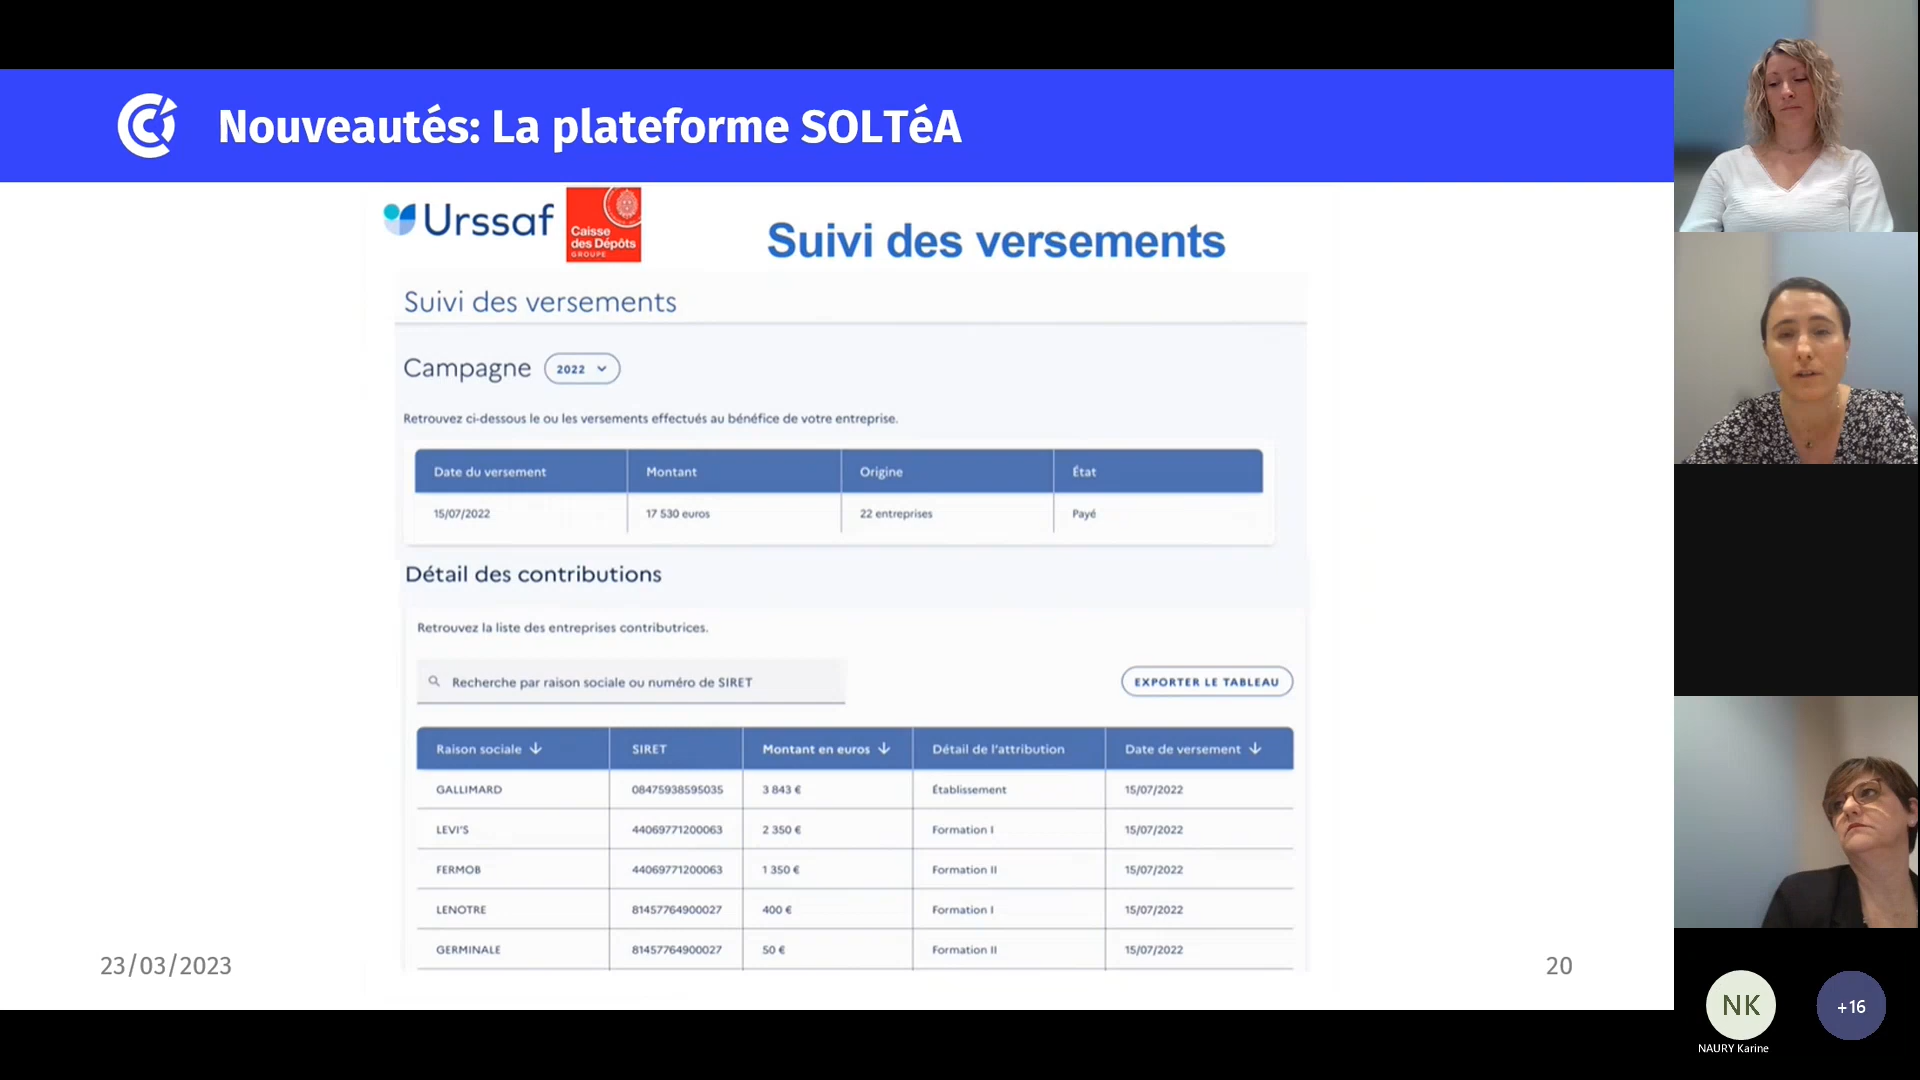 Nouveautés: La plateforme SOLTéA
Urssaf
Caisse
des Dépôts
GROUPE
Suivi des versements
Suivi des versements
Campagne 2022
Retrouvez ci-dessous le ou les versements effectués au bénéfice de votre entreprise.
Date du versement Montant Origine État
15/07/2022 17 530 euros 22 entreprises Payé
Détail des contributions
Retrouvez la liste des entreprises contributrices.
Recherche par raison sociale ou numéro de SIRET
EXPORTER LE TABLEAU
Raison sociale SIRET Montant en euros Détail de l'attribution Date de versement
GALLIMARD 08475938595035 3 843 € Établissement 15/07/2022
LEVI'S 44069771200063 2 350 € Formation I 15/07/2022
FERMOB 44069771200063 1 350 € Formation II 15/07/2022
LENOTRE 81457764900027 400 € Formation I 15/07/2022
GERMINALE 81457764900027 50 € Formation II 15/07/2022
23/03/2023
20
NK
+16
NAURY Karine